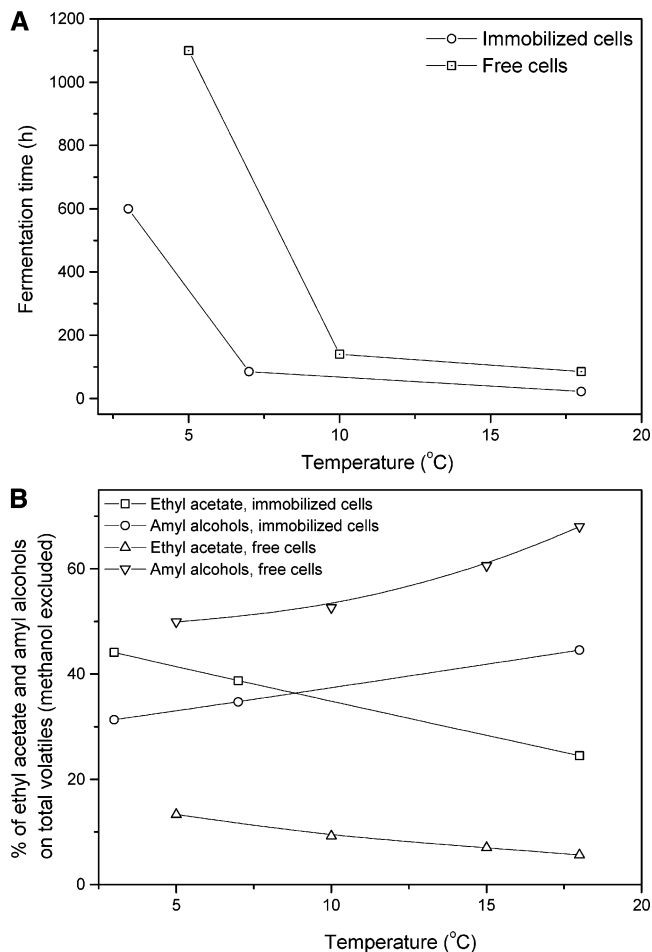 A
1200
1000
800
600
400
200
0
Fermentation time (h)
Immobilized cells
Free cells
5
10
15
20
Temperature (°C)
B
Ethyl acetate, immobilized cells
Amyl alcohols, immobilized cells
Ethyl acetate, free cells
Amyl alcohols, free cells
60
40
20
0
% of ethyl acetate and amyl alcohols
on total volatiles (methanol excluded)
5
10
15
20
Temperature (°C)